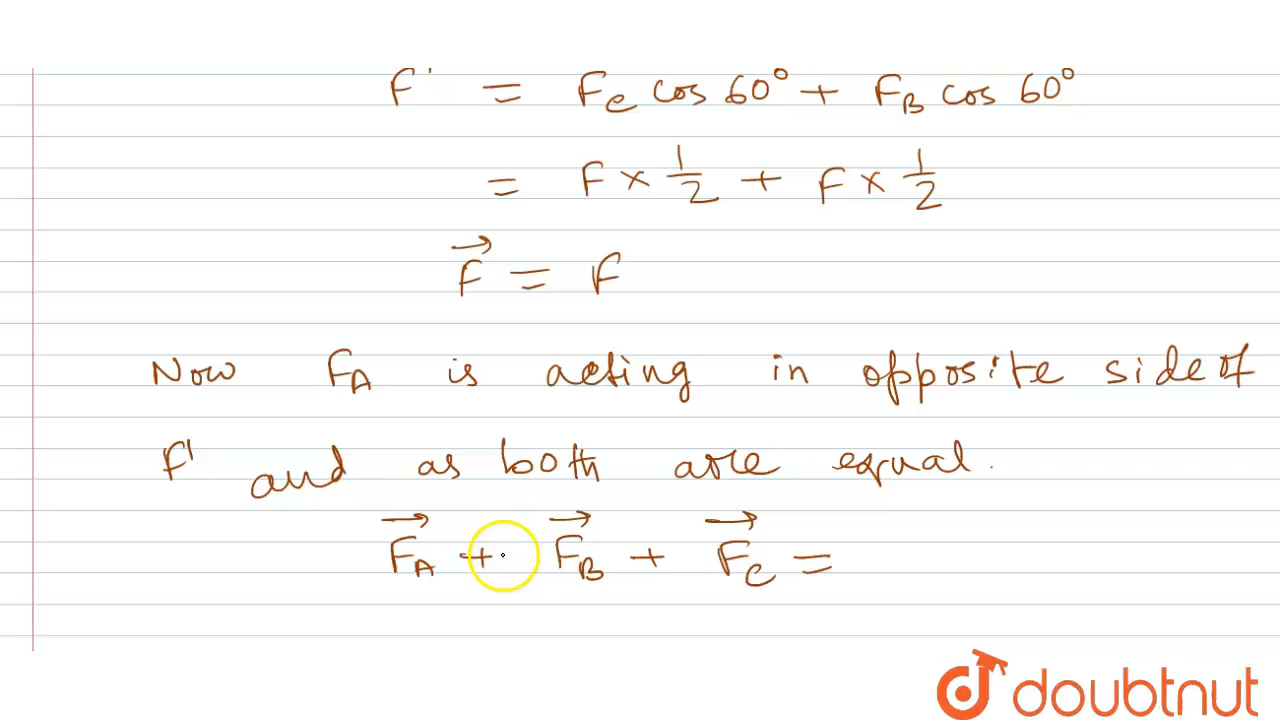 F' = F_C cos 60° + F_B cos 60°
= F × 1/2 + F × 1/2
F⃗ = F
Now F_A is acting in opposite side of
F' and as both are equal.
F⃗_A + F⃗_B + F⃗_C =
doubtnut